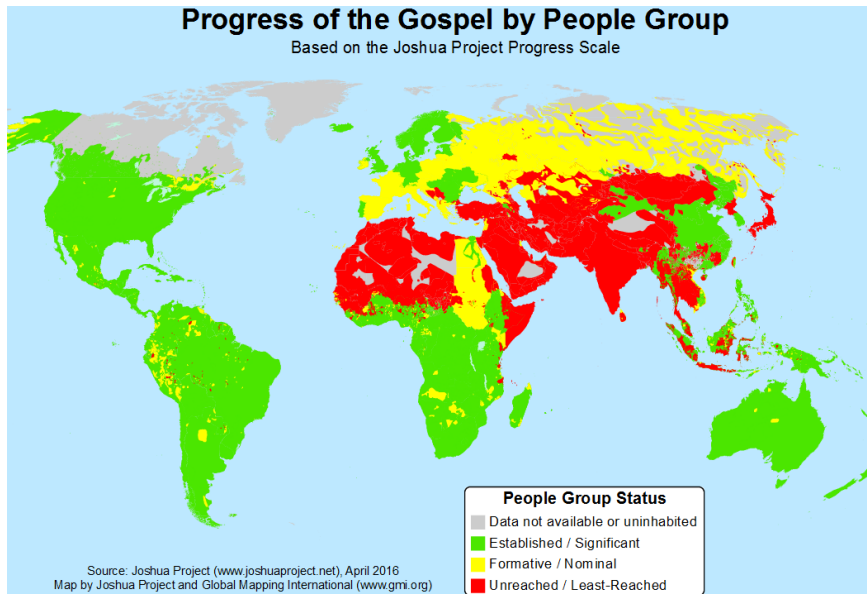 Progress of the Gospel by People Group
Based on the Joshua Project Progress Scale
People Group Status
Data not available or uninhabited
Established / Significant
Formative / Nominal
Unreached / Least-Reached
Source: Joshua Project (www.joshuaproject.net), April 2016
Map by Joshua Project and Global Mapping International (www.gmi.org)